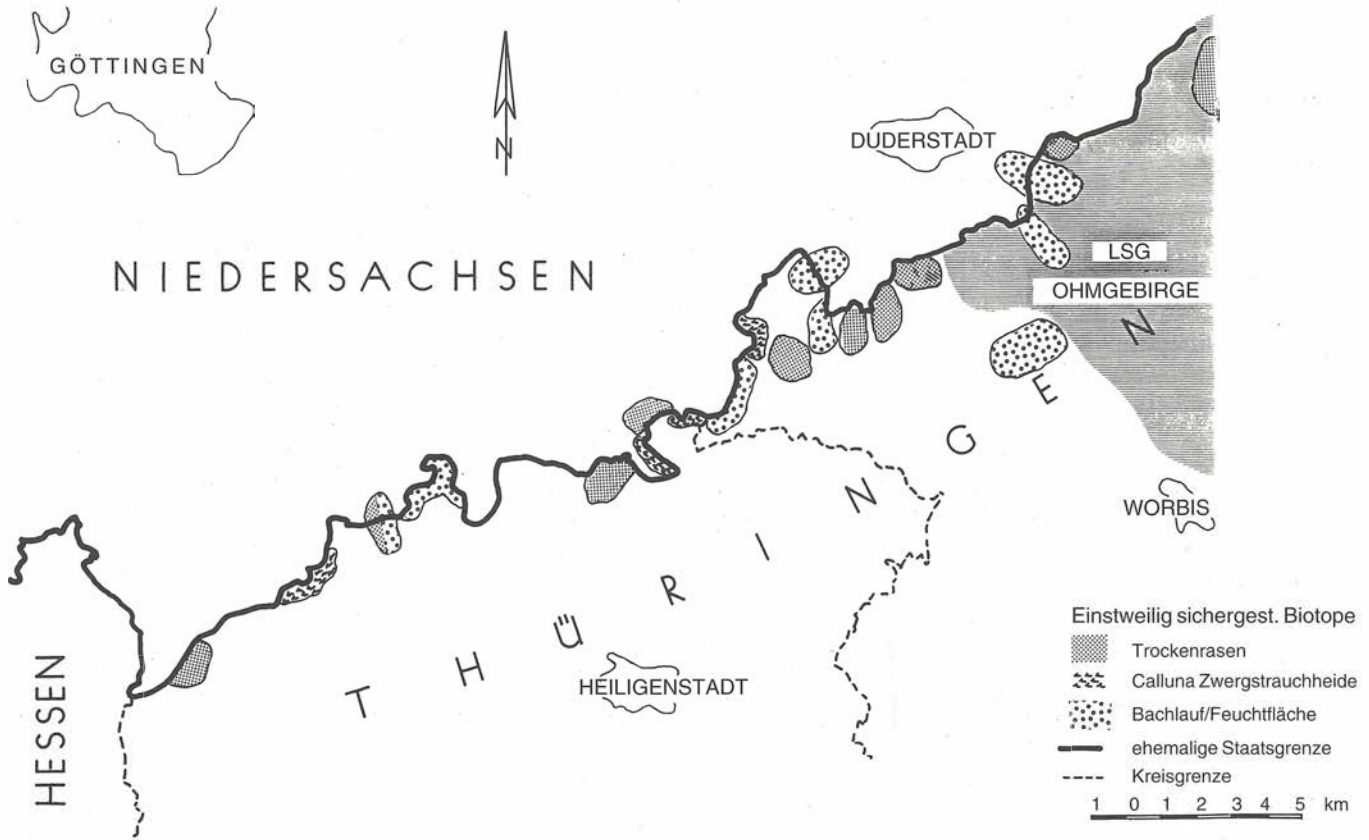 GÖTTINGEN
N
DUDERSTADT
NIEDERSACHSEN
LSG
OHMGEBIRGE
THÜRINGEN
WORBIS
HEILIGENSTADT
HESSEN
Einstweilig sichergest. Biotope
Trockenrasen
Calluna Zwergstrauchheide
Bachlauf/Feuchtfläche
ehemalige Staatsgrenze
Kreisgrenze
1 0 1 2 3 4 5 km